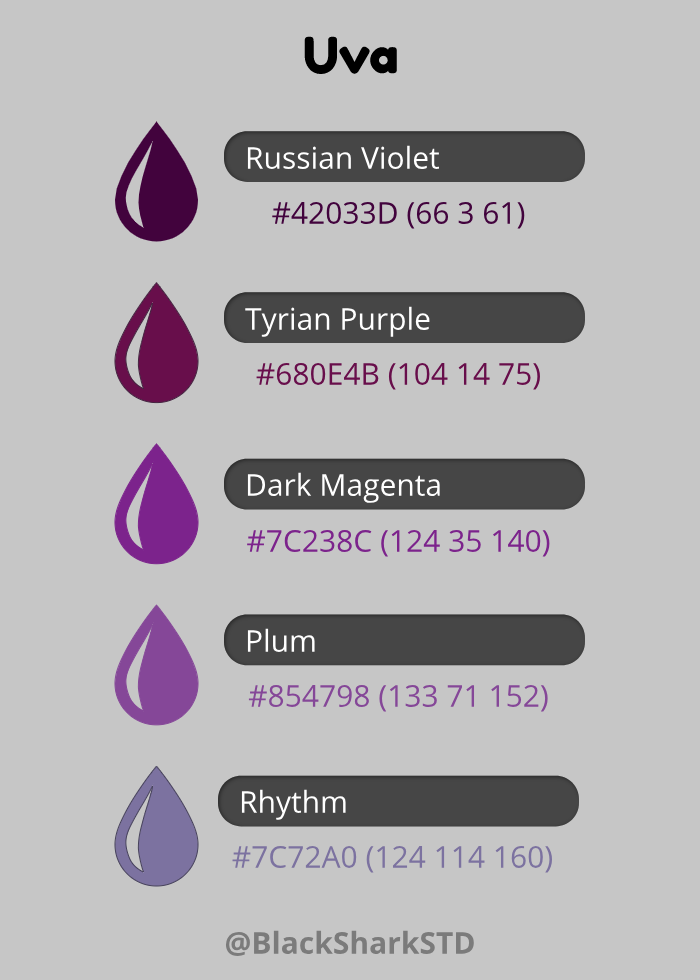 Uva
Russian Violet
#42033D (66 3 61)
Tyrian Purple
#680E4B (104 14 75)
Dark Magenta
#7C238C (124 35 140)
Plum
#854798 (133 71 152)
Rhythm
#7C72A0 (124 114 160)
@BlackSharkSTD